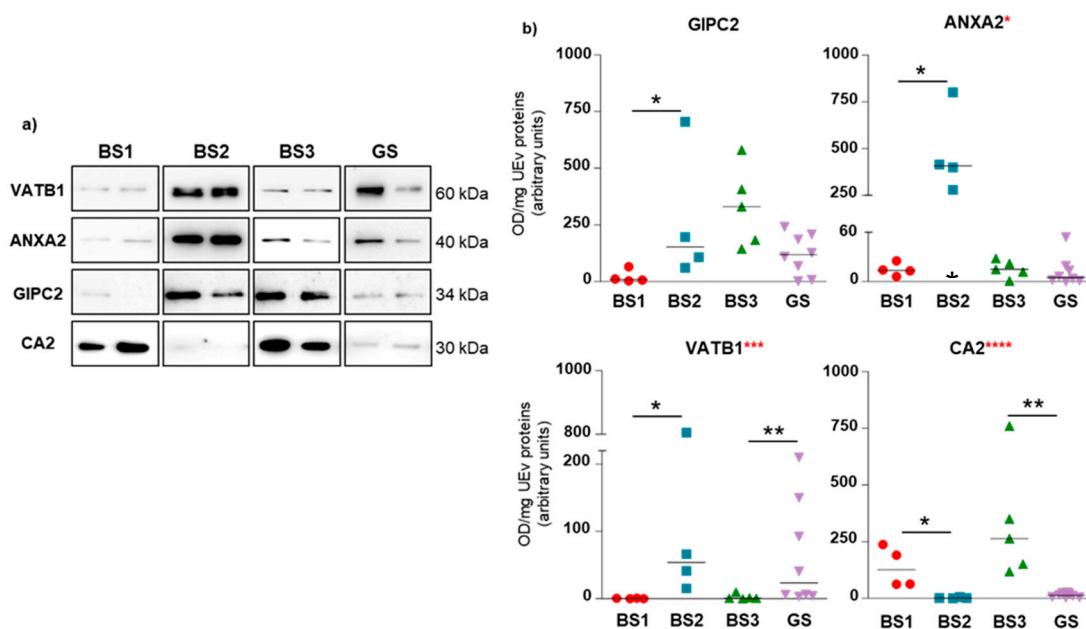 a)
BS1 BS2 BS3 GS
VATB1 60 kDa
ANXA2 40 kDa
GIPC2 34 kDa
CA2 30 kDa
b)
GIPC2
OD/mg UEv proteins
(arbitrary units)
1000
750
500
250
0
*
BS1 BS2 BS3 GS
ANXA2*
1000
750
500
250
60
0
*
*
BS1 BS2 BS3 GS
VATB1***
OD/mg UEv proteins
(arbitrary units)
1000
800
200
100
0
*
**
BS1 BS2 BS3 GS
CA2****
1000
750
500
250
0
*
**
BS1 BS2 BS3 GS